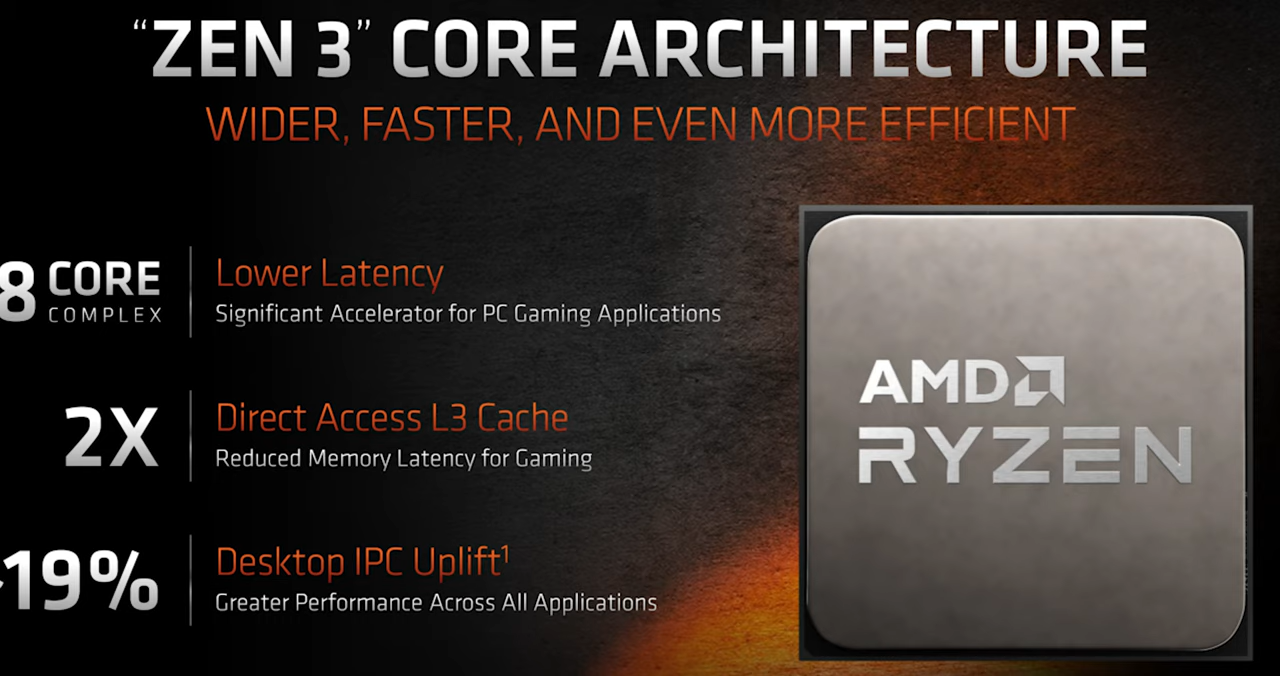 “ZEN 3” CORE ARCHITECTURE
WIDER, FASTER, AND EVEN MORE EFFICIENT
8 CORE
COMPLEX
Lower Latency
Significant Accelerator for PC Gaming Applications
2X
Direct Access L3 Cache
Reduced Memory Latency for Gaming
19%
Desktop IPC Uplift¹
Greater Performance Across All Applications
AMD
RYZEN